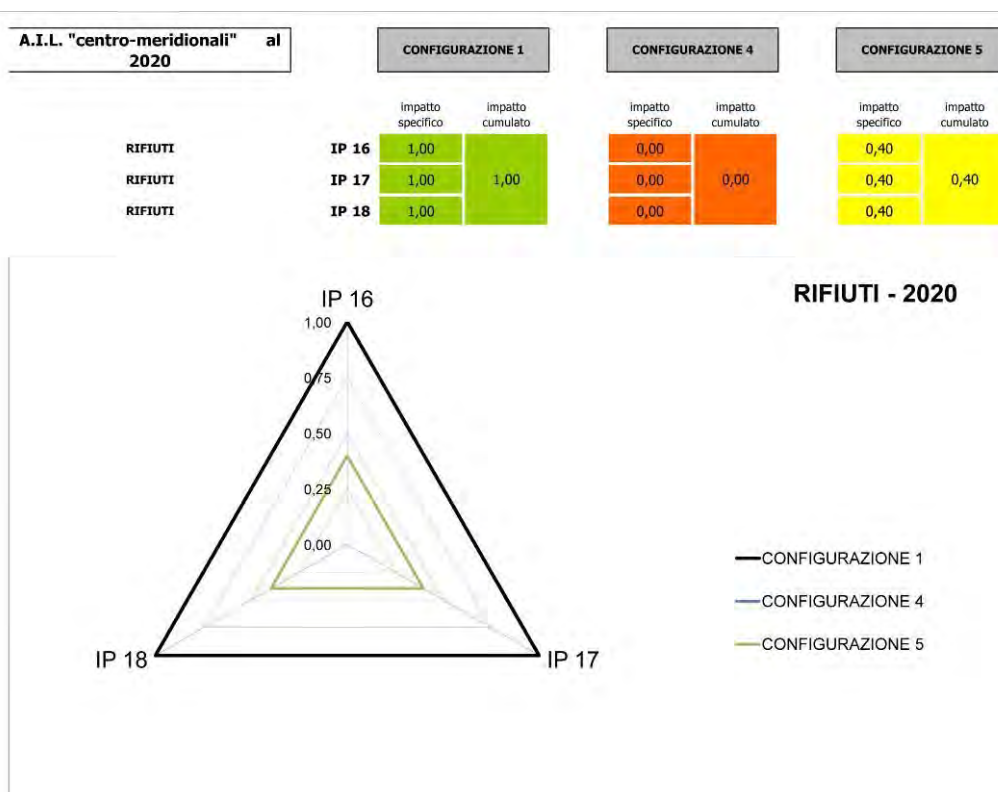 A.I.L. "centro-meridionali" al
2020
CONFIGURAZIONE 1
CONFIGURAZIONE 4
CONFIGURAZIONE 5
impatto specifico impatto cumulato impatto specifico impatto cumulato impatto specifico impatto cumulato
RIFIUTI IP 16 1,00 0,00 0,40
RIFIUTI IP 17 1,00 1,00 0,00 0,00 0,40 0,40
RIFIUTI IP 18 1,00 0,00 0,40
RIFIUTI - 2020
IP 16
1,00
0,75
0,50
0,25
0,00
IP 18
IP 17
CONFIGURAZIONE 1
CONFIGURAZIONE 4
CONFIGURAZIONE 5